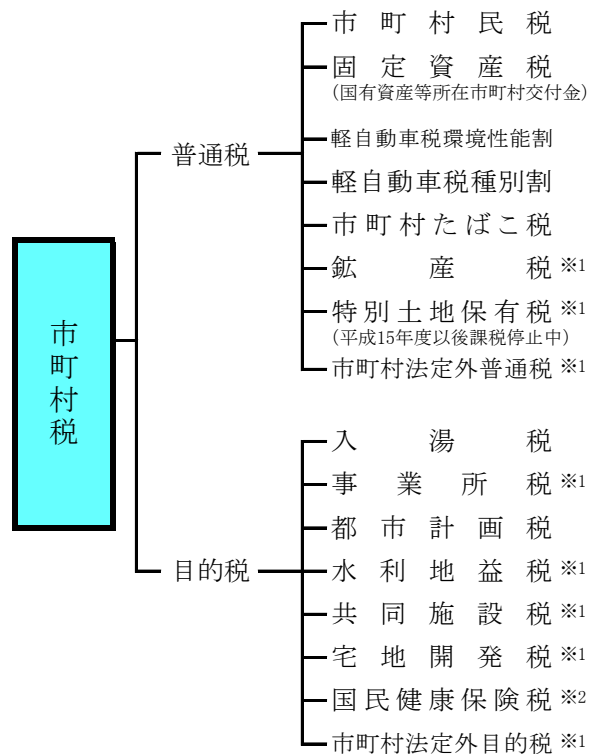 市町村税
普通税
市町村民税
固定資産税
(国有資産等所在市町村交付金)
軽自動車税環境性能割
軽自動車税種別割
市町村たばこ税
鉱産税 ※1
特別土地保有税 ※1
(平成15年度以後課税停止中)
市町村法定外普通税 ※1
目的税
入湯税
事業所税 ※1
都市計画税
水利地益税 ※1
共同施設税 ※1
宅地開発税 ※1
国民健康保険税 ※2
市町村法定外目的税 ※1